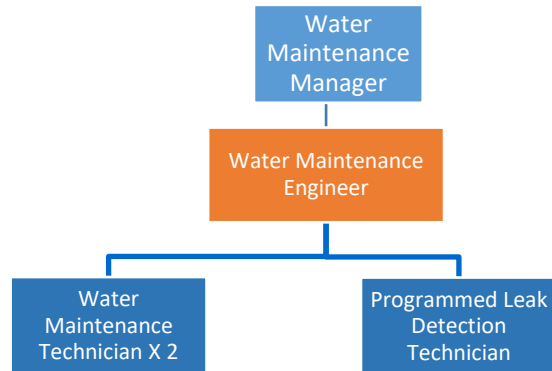 Water
Maintenance
Manager
Water Maintenance
Engineer
Water
Maintenance
Technician X 2
Programmed Leak
Detection
Technician